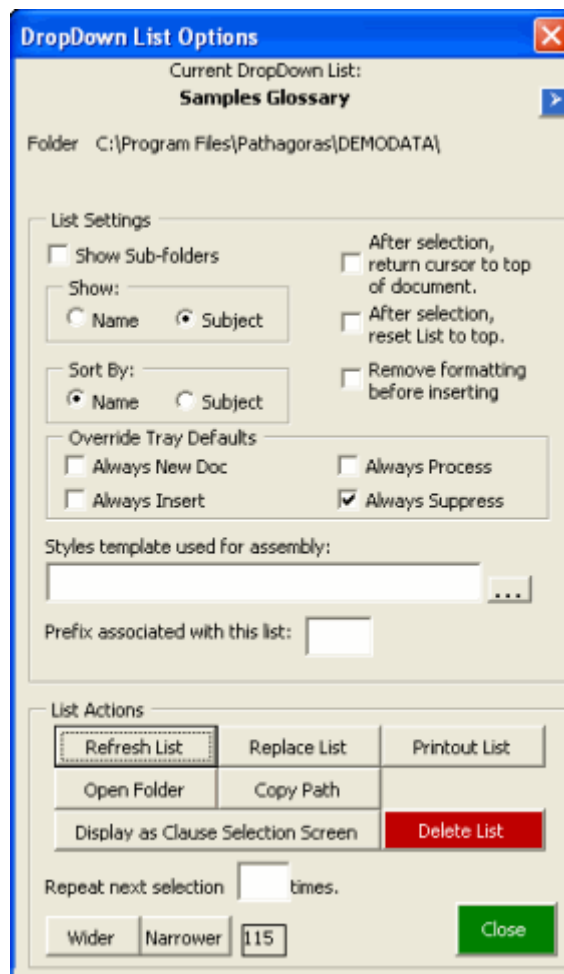 DropDown List Options
Current DropDown List:
Samples Glossary
Folder C:\Program Files\Pathagoras\DEMODATA\
List Settings
Show Sub-folders
Show:
Name Subject
After selection,
return cursor to top
of document.
After selection,
reset List to top.
Sort By:
Name Subject
Remove formatting
before inserting
Override Tray Defaults
Always New Doc Always Process
Always Insert Always Suppress
Styles template used for assembly:
...
Prefix associated with this list:
List Actions
Refresh List Replace List Printout List
Open Folder Copy Path
Display as Clause Selection Screen Delete List
Repeat next selection times.
Wider Narrower 115 Close